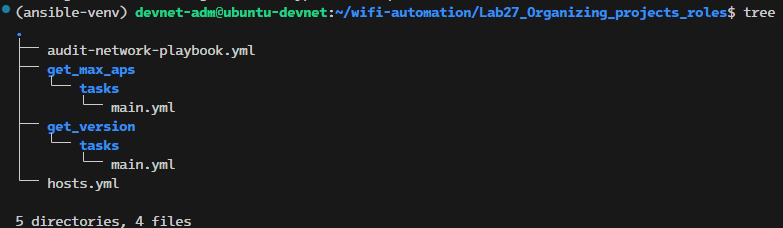 (ansible-venv) devnet-adm@ubuntu-devnet:~/wifi-automation/Lab27_Organizing_projects_roles$ tree
.
├── audit-network-playbook.yml
├── get_max_aps
│   └── tasks
│       └── main.yml
├── get_version
│   └── tasks
│       └── main.yml
└── hosts.yml
5 directories, 4 files